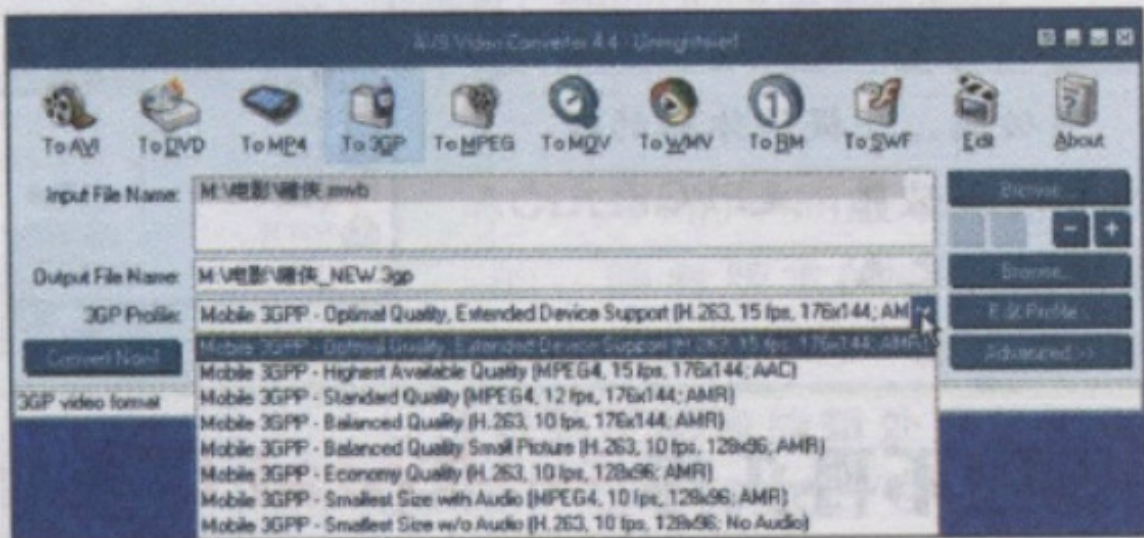 AVS Video Converter 4.4 - Unregistered
To AVI To DVD To MP4 To 3GP To MPEG To MOV To WMV To RM To SWF Edit About
Input File Name: M:\电影\瞳侠.rmvb Browse...
- +
Output File Name: M:\电影\瞳侠_NEW.3gp Browse...
3GP Profile: Mobile 3GPP - Optimal Quality, Extended Device Support (H.263, 15 fps, 176x144; AM Edit Profile
Convert Now! Mobile 3GPP - Optimal Quality, Extended Device Support (H.263, 15 fps, 176x144; AMR) Advanced >>
Mobile 3GPP - Highest Available Quality (MPEG4, 15 fps, 176x144; AAC)
3GP video format Mobile 3GPP - Standard Quality (MPEG4, 12 fps, 176x144; AMR)
Mobile 3GPP - Balanced Quality (H.263, 10 fps, 176x144; AMR)
Mobile 3GPP - Balanced Quality Small Picture (H.263, 10 fps, 128x96; AMR)
Mobile 3GPP - Economy Quality (H.263, 10 fps, 128x96; AMR)
Mobile 3GPP - Smallest Size with Audio (MPEG4, 10 fps, 128x96; AMR)
Mobile 3GPP - Smallest Size w/o Audio (H.263, 10 fps, 128x96; No Audio)